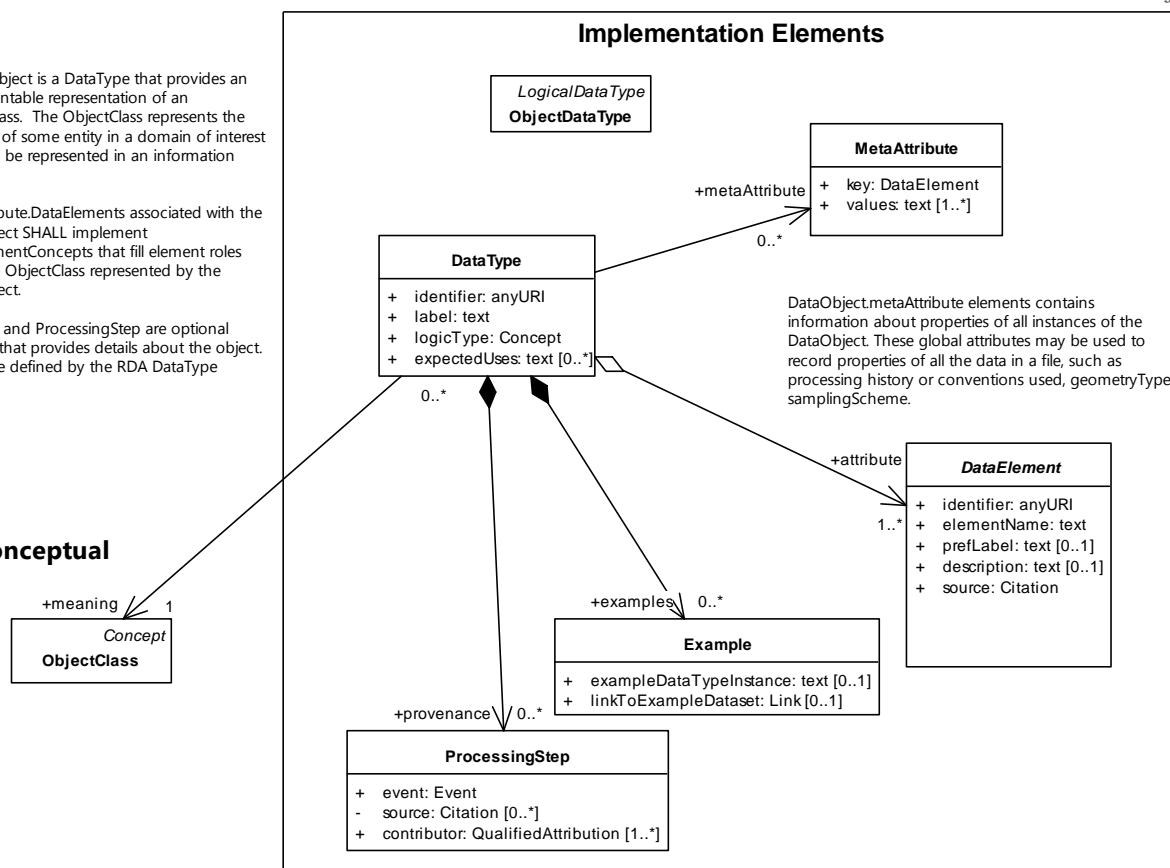 Implementation Elements
bject is a DataType that provides an
ntable representation of an
ass. The ObjectClass represents the
of some entity in a domain of interest
be represented in an information
bute.DataElements associated with the
ect SHALL implement
mentConcepts that fill element roles
ObjectClass represented by the
ect.
and ProcessingStep are optional
that provides details about the object.
e defined by the RDA DataType
LogicalDataType
ObjectDataType
MetaAttribute
+ key: DataElement
+ values: text [1..*]
+metaAttribute
0..*
DataType
+ identifier: anyURI
+ label: text
+ logicType: Concept
+ expectedUses: text [0..*]
0..*
DataObject.metaAttribute elements contains
information about properties of all instances of the
DataObject. These global attributes may be used to
record properties of all the data in a file, such as
processing history or conventions used, geometryType
samplingScheme.
+attribute
1..*
DataElement
+ identifier: anyURI
+ elementName: text
+ prefLabel: text [0..1]
+ description: text [0..1]
+ source: Citation
onceptual
+meaning 1
Concept
ObjectClass
+examples 0..*
Example
+ exampleDataTypeInstance: text [0..1]
+ linkToExampleDataset: Link [0..1]
+provenance 0..*
ProcessingStep
+ event: Event
- source: Citation [0..*]
+ contributor: QualifiedAttribution [1..*]